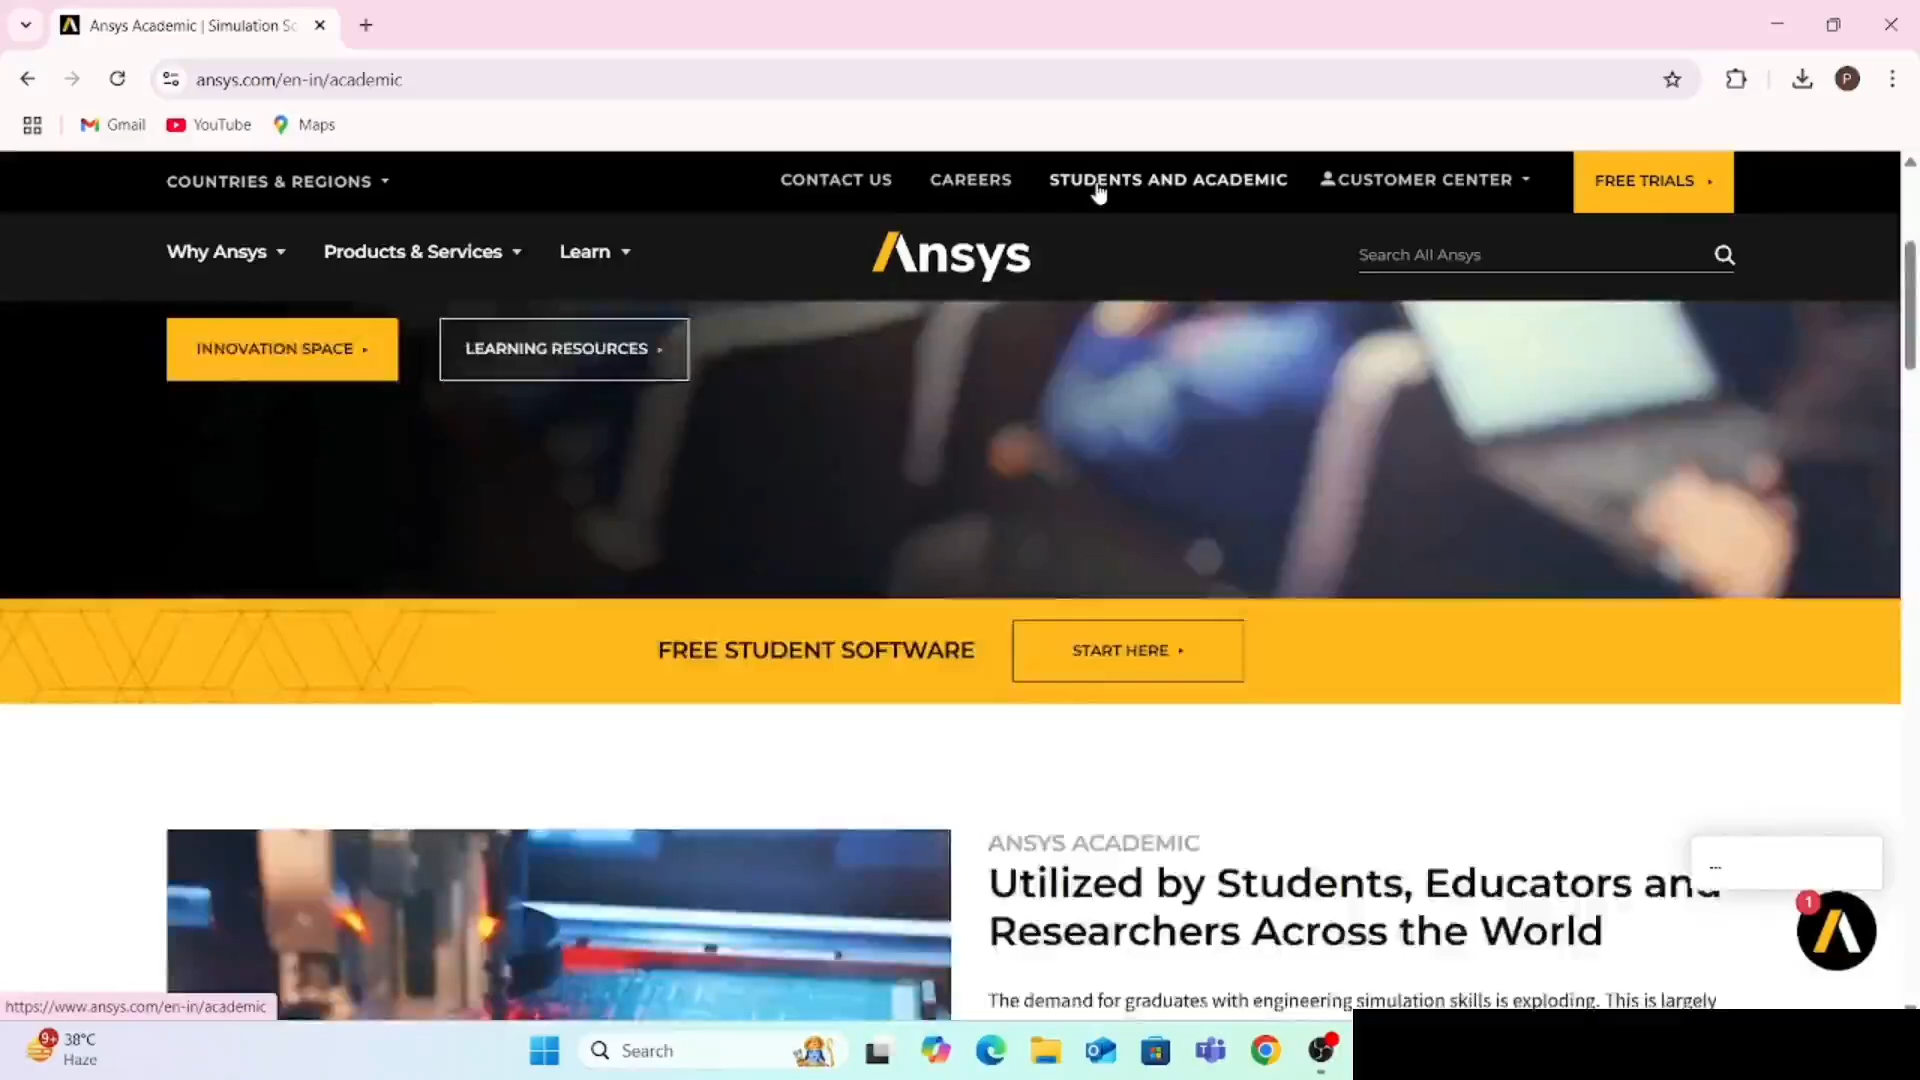 Ansys Academic | Simulation So
ansys.com/en-in/academic
P
Gmail
YouTube
Maps
COUNTRIES & REGIONS
CONTACT US
CAREERS
STUDENTS AND ACADEMIC
CUSTOMER CENTER
FREE TRIALS
Why Ansys
Products & Services
Learn
Ansys
Search All Ansys
INNOVATION SPACE
LEARNING RESOURCES
FREE STUDENT SOFTWARE
START HERE
ANSYS ACADEMIC
Utilized by Students, Educators and
Researchers Across the World
...
1
The demand for graduates with engineering simulation skills is exploding. This is largely
https://www.ansys.com/en-in/academic
9+
38°C
Haze
Search